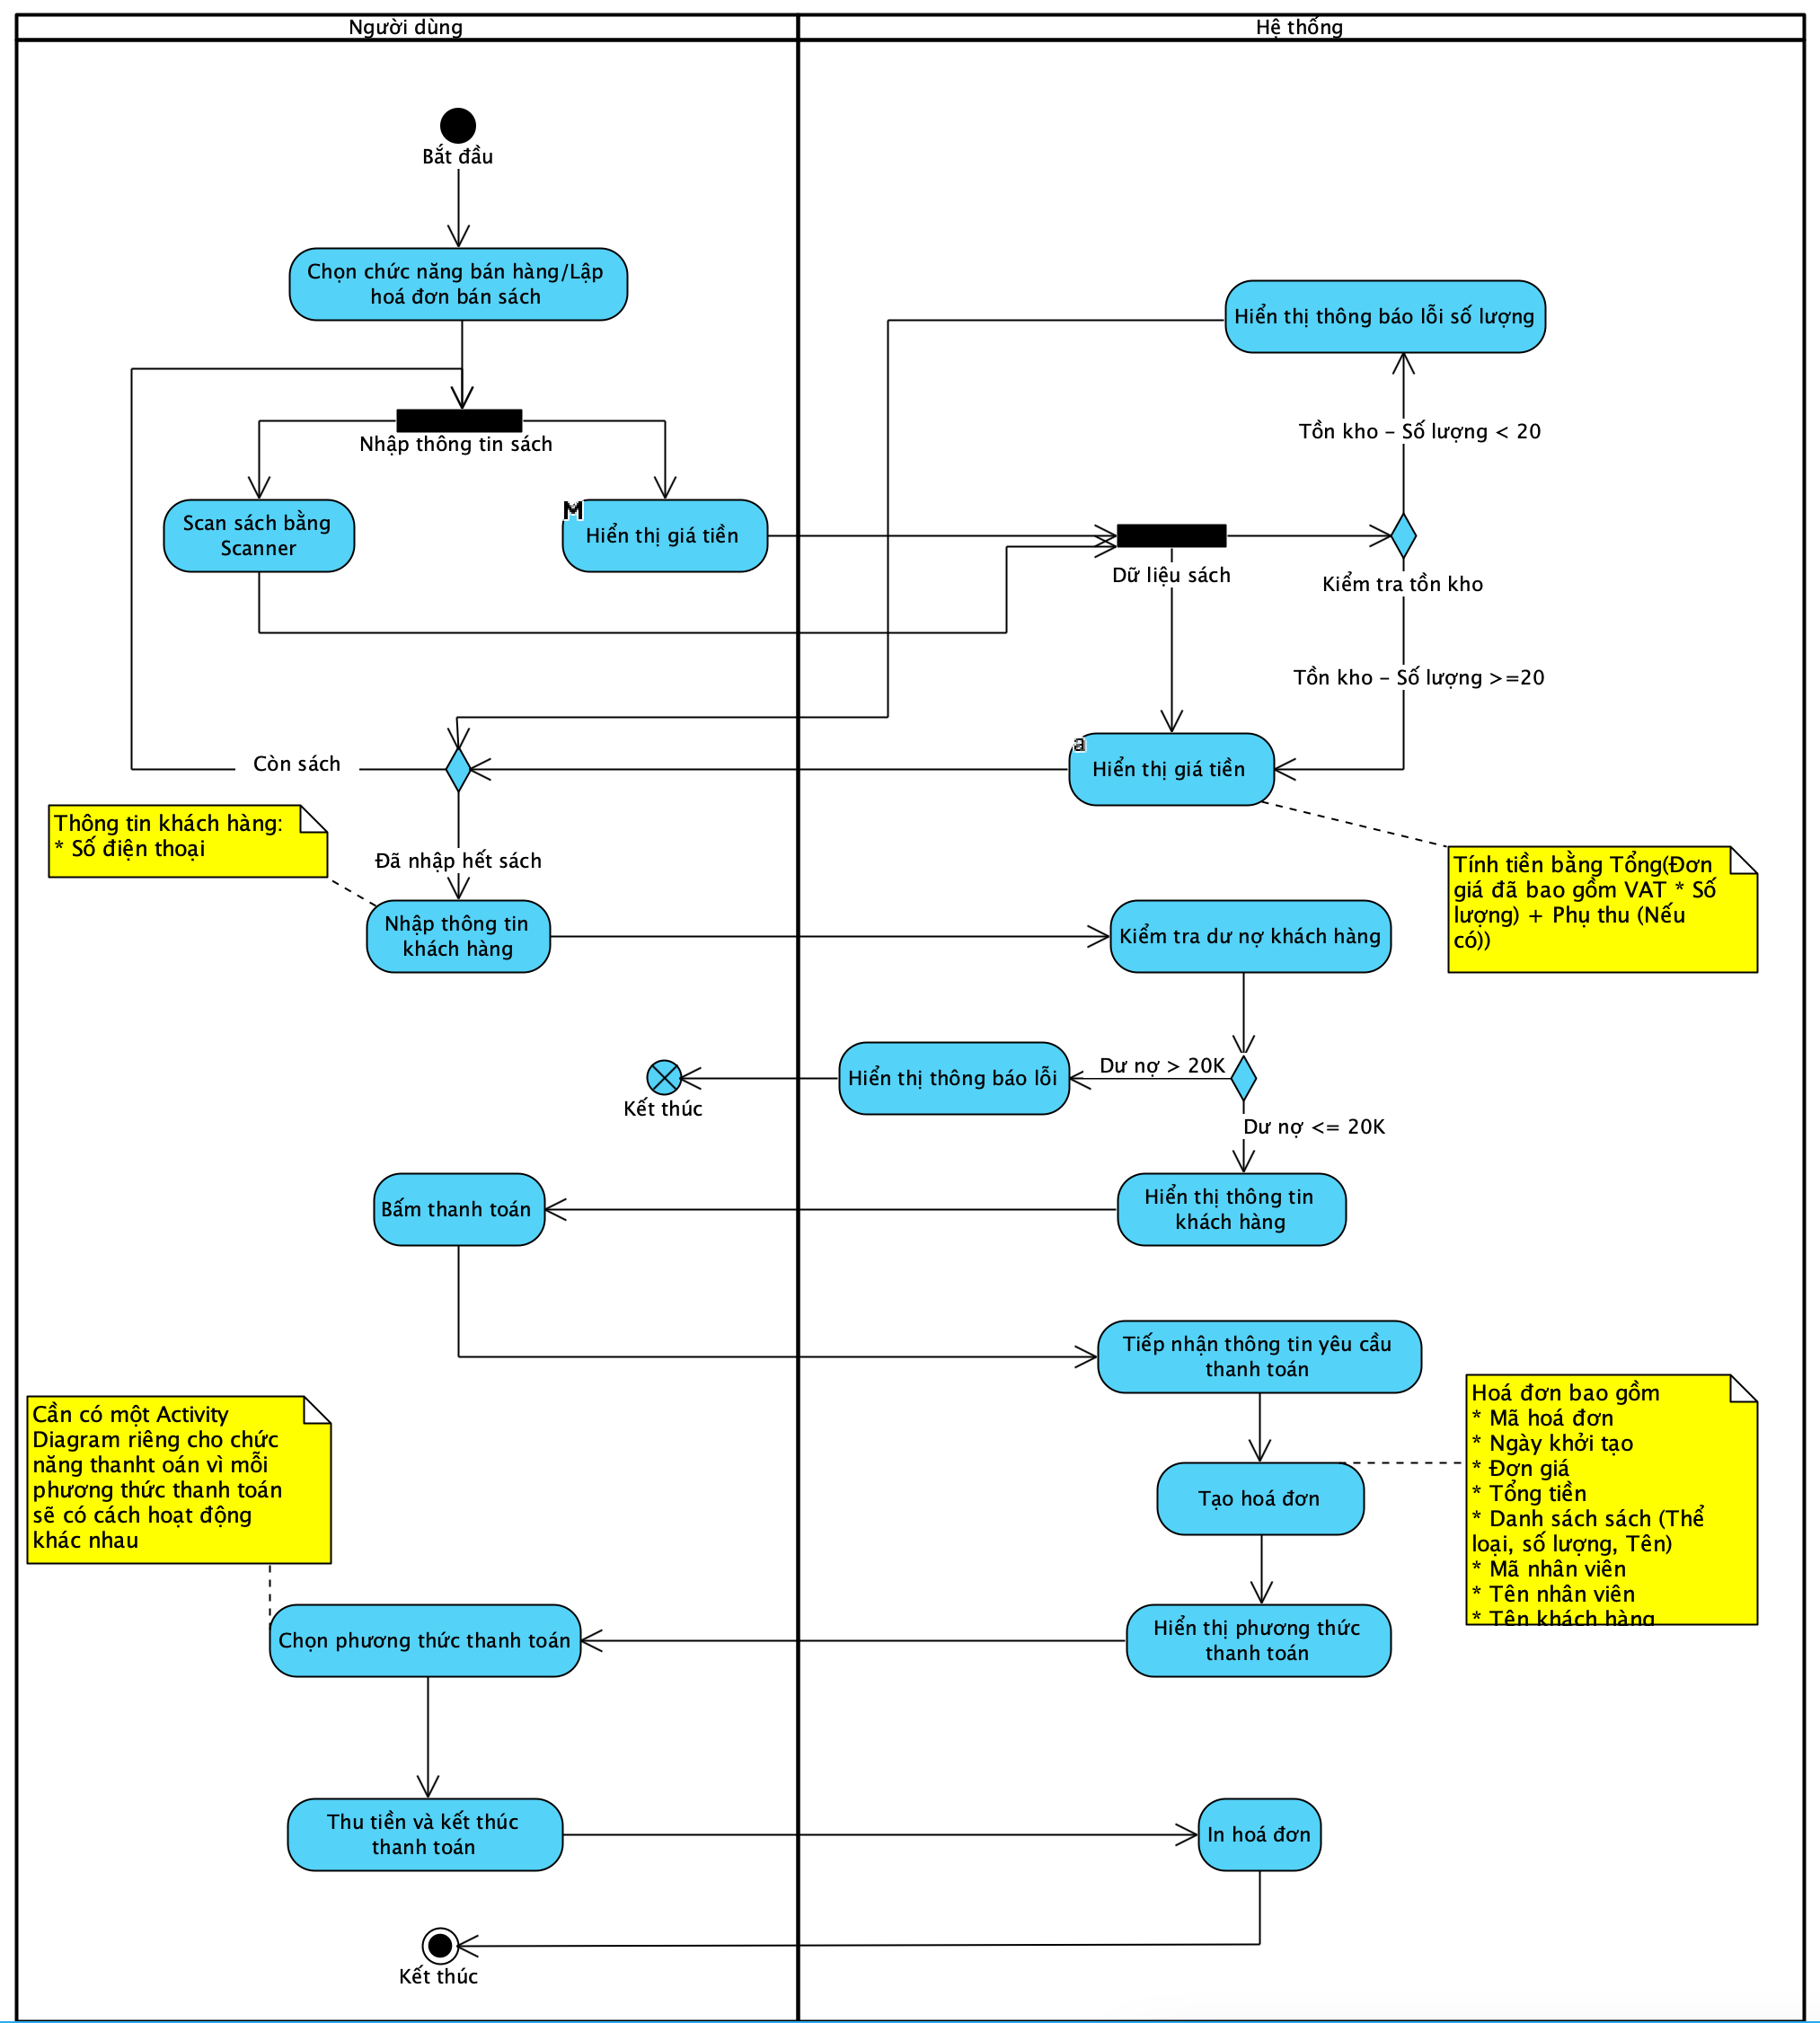 Người dùng
Hệ thống
Bắt đầu
Chọn chức năng bán hàng/Lập
hoá đơn bán sách
Hiển thị thông báo lỗi số lượng
Tồn kho - Số lượng < 20
Nhập thông tin sách
Scan sách bằng
Scanner
M
Hiển thị giá tiền
Dữ liệu sách
Kiểm tra tồn kho
Tồn kho - Số lượng >=20
Còn sách
a
Hiển thị giá tiền
Thông tin khách hàng:
* Số điện thoại
Đã nhập hết sách
Tính tiền bằng Tổng(Đơn
giá đã bao gồm VAT * Số
lượng) + Phụ thu (Nếu
có))
Nhập thông tin
khách hàng
Kiểm tra dư nợ khách hàng
Kết thúc
Hiển thị thông báo lỗi
Dư nợ > 20K
Dư nợ <= 20K
Bấm thanh toán
Hiển thị thông tin
khách hàng
Tiếp nhận thông tin yêu cầu
thanh toán
Cần có một Activity
Diagram riêng cho chức
năng thanht oán vì mỗi
phương thức thanh toán
sẽ có cách hoạt động
khác nhau
Tạo hoá đơn
Hoá đơn bao gồm
* Mã hoá đơn
* Ngày khởi tạo
* Đơn giá
* Tổng tiền
* Danh sách sách (Thể
loại, số lượng, Tên)
* Mã nhân viên
* Tên nhân viên
* Tên khách hàng
Chọn phương thức thanh toán
Hiển thị phương thức
thanh toán
Thu tiền và kết thúc
thanh toán
In hoá đơn
Kết thúc